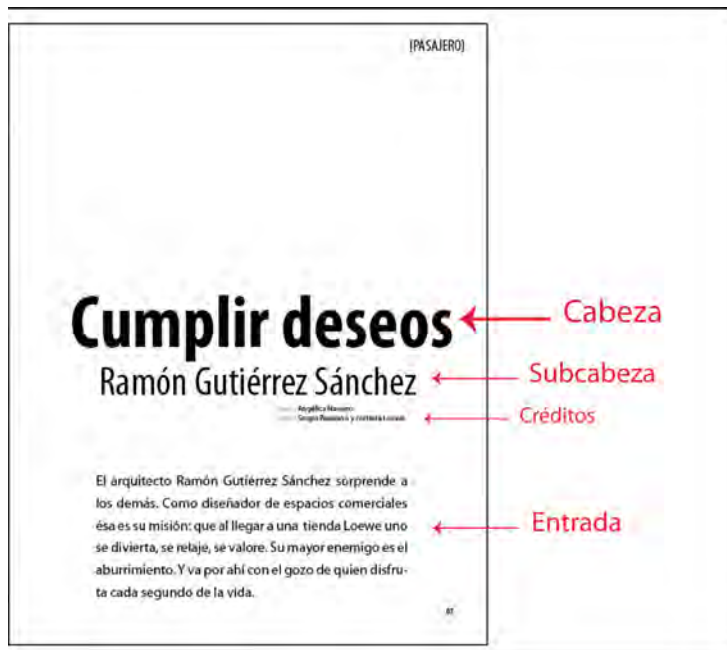 {PASAJERO}
Cumplir deseos
Cabeza
Ramón Gutiérrez Sánchez
Subcabeza
Angélica Navarro
Sergio
Créditos
El arquitecto Ramón Gutiérrez Sánchez sorprende a
los demás. Como diseñador de espacios comerciales
ésa es su misión: que al llegar a una tienda Loewe uno
se divierta, se relaje, se valore. Su mayor enemigo es el
Entrada
aburrimiento. Y va por ahí con el gozo de quien disfru-
ta cada segundo de la vida.